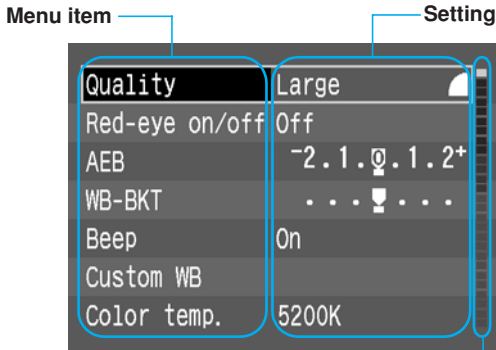 Menu item Setting
Quality Large
Red-eye on/off Off
AEB -2.1.0.1.2+
WB-BKT
Beep On
Custom WB
Color temp. 5200K